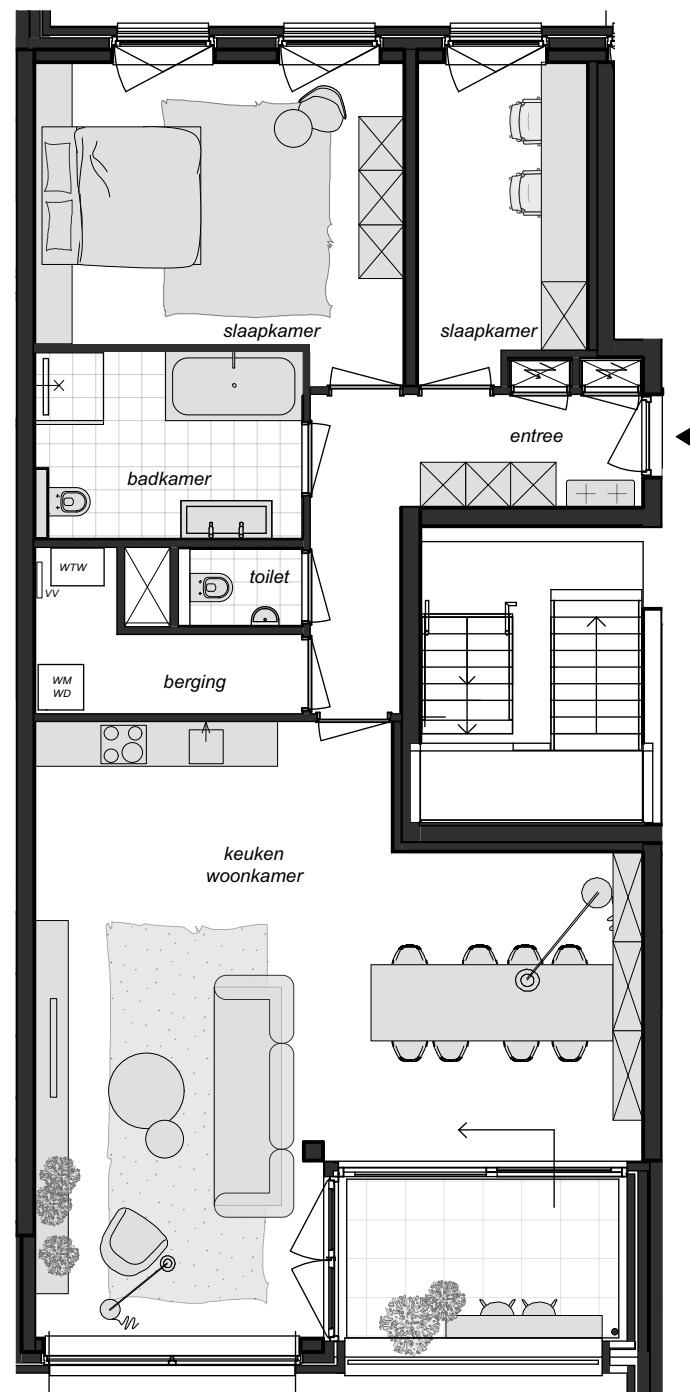 slaapkamer
slaapkamer
entree
badkamer
WTW
VV
toilet
WM
WD
berging
keuken
woonkamer